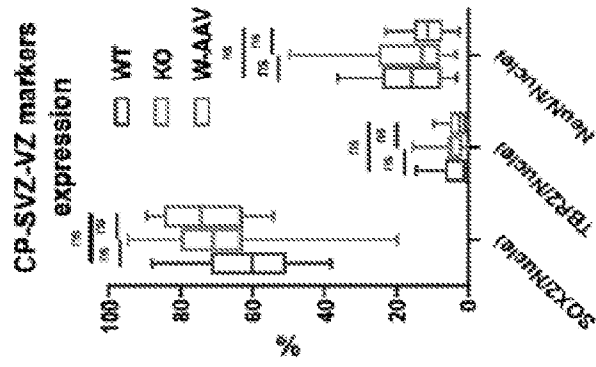 CP-SVZ-VZ markers
expression
WT
KO
W-AAV
100
80
60
40
20
0
%
ns
ns
ns
ns
ns
ns
ns
ns
ns
SOX2/Nuclei
TBR2/Nuclei
NeuN/Nuclei